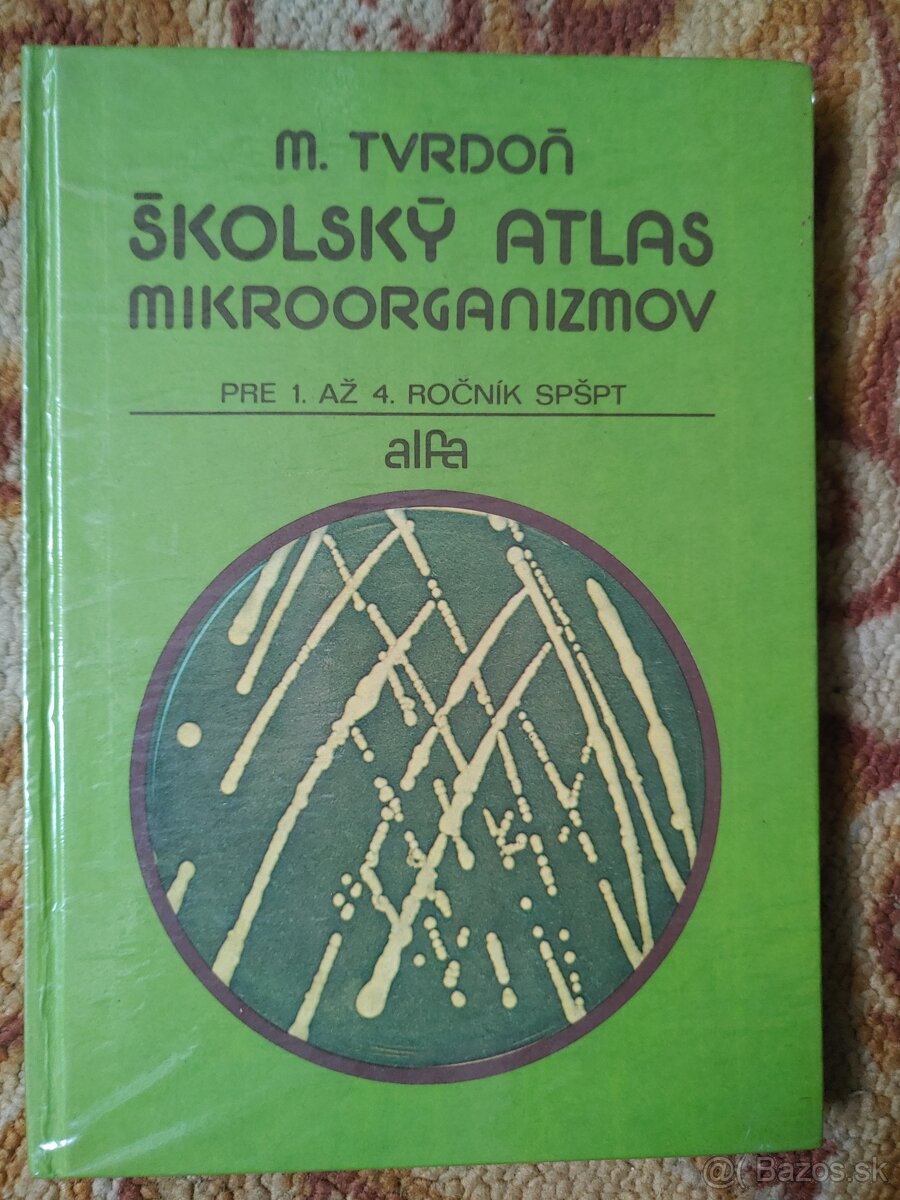 M. TVRDOŇ
ŠKOLSKÝ ATLAS
MIKROORGANIZMOV
PRE 1. AŽ 4. ROČNÍK SPŠPT
alfa
@Bazos.sk